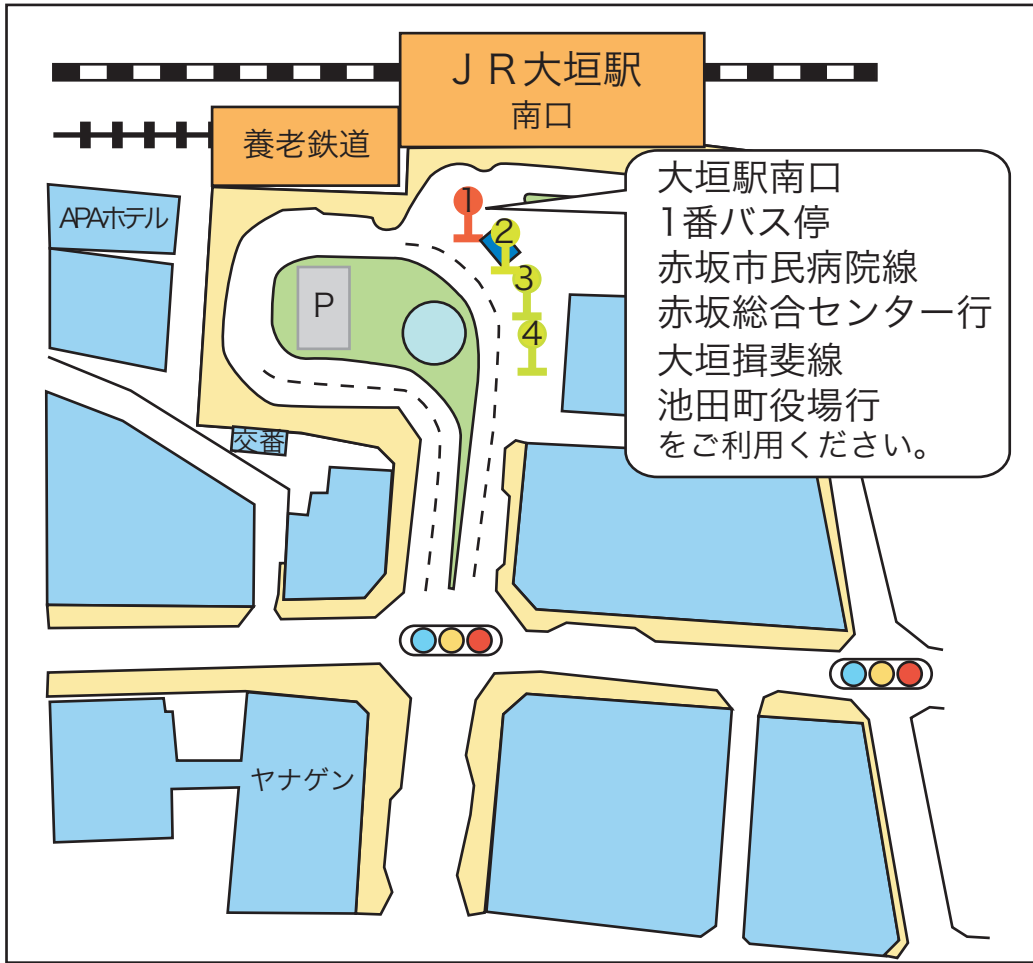 ＪＲ大垣駅
南口
養老鉄道
APAホテル
1
2
3
4
P
大垣駅南口
1番バス停
赤坂市民病院線
赤坂総合センター行
大垣揖斐線
池田町役場行
をご利用ください。
交番
ヤナゲン